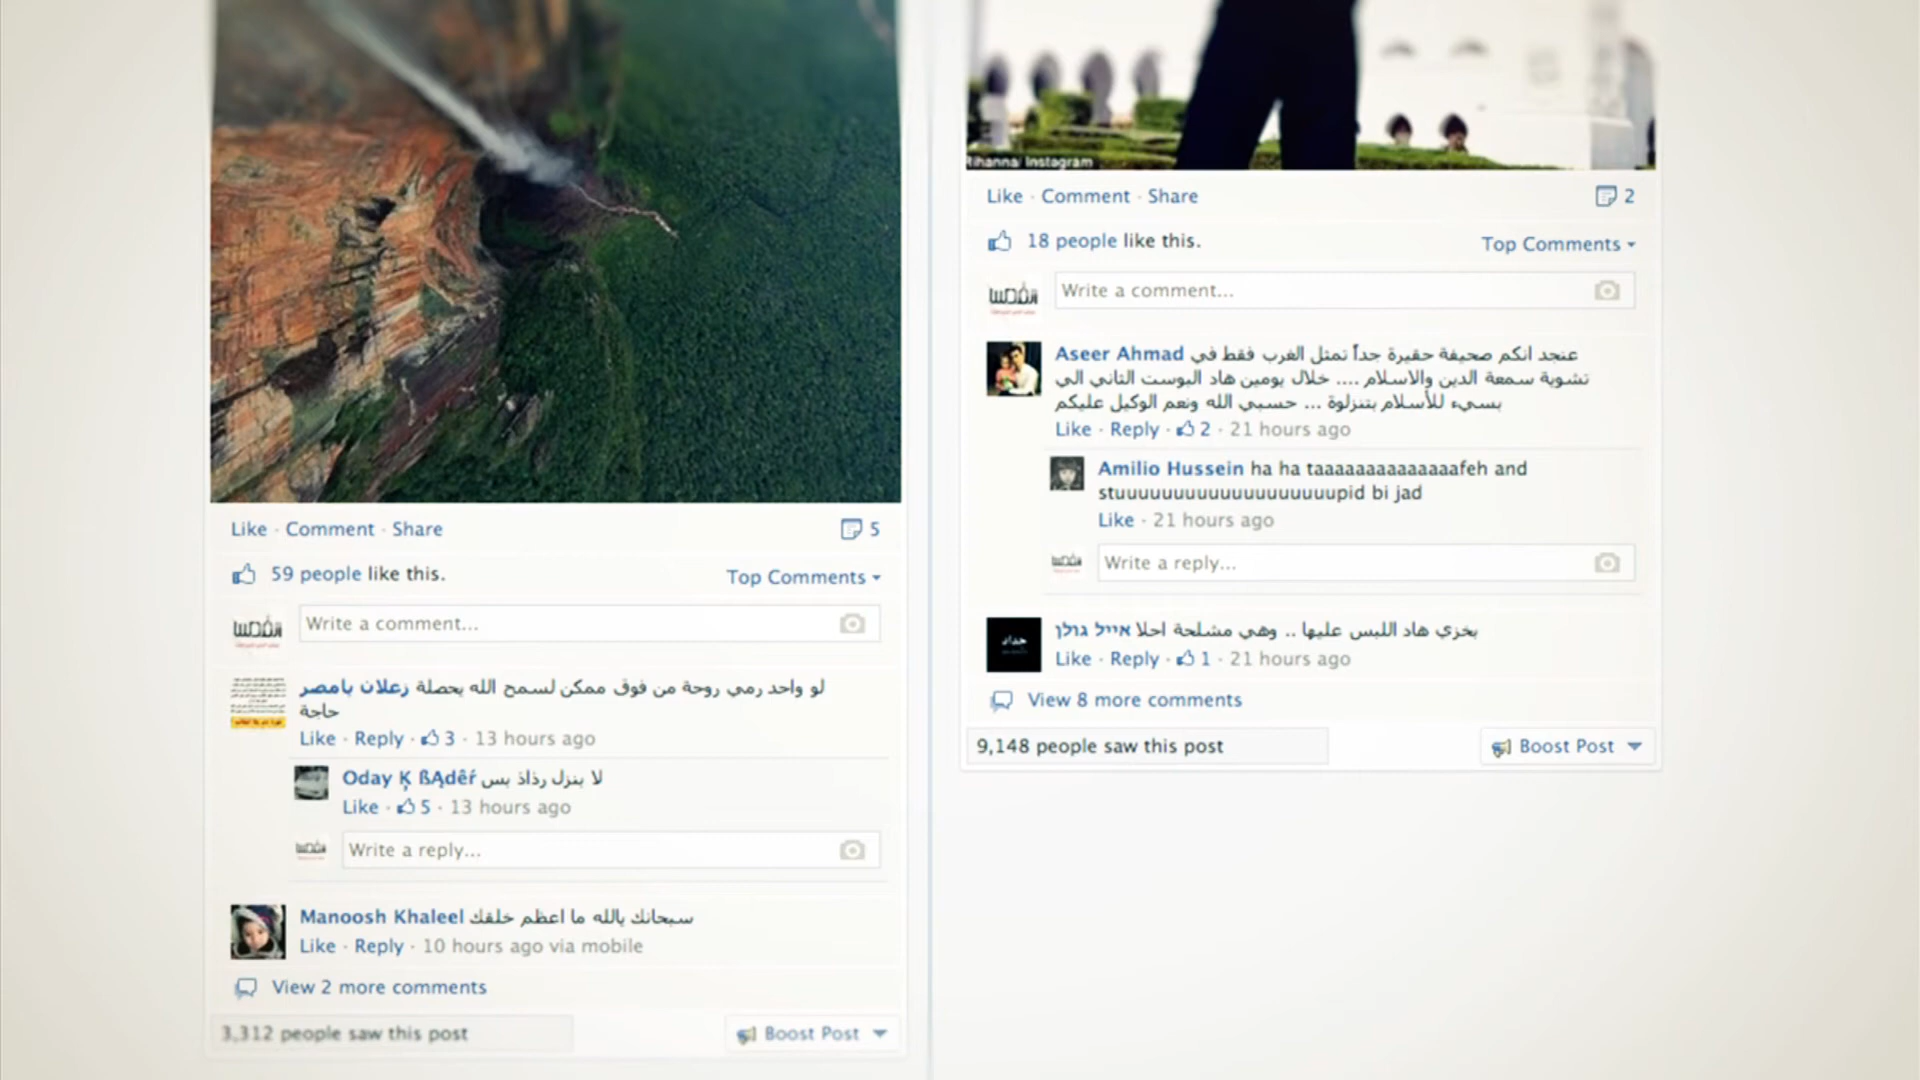 Like · Comment · Share
5
59 people like this.
Top Comments
Write a comment...
زعلان يامصر لو واحد رمي روحة من فوق ممكن لسمح الله يحصلة
حاجة
Like · Reply · 3 · 13 hours ago
Oday Ķ ßĄdêŕ لا بنزل رذاذ بس
Like · 5 · 13 hours ago
Write a reply...
Manoosh Khaleel سبحانك يالله ما اعظم خلقك
Like · Reply · 10 hours ago via mobile
View 2 more comments
3,312 people saw this post
Boost Post
Rihanna/ Instagram
Like · Comment · Share
2
18 people like this.
Top Comments
Write a comment...
Aseer Ahmad عنجد انكم صحيفة حقيرة جداً تمثل الغرب فقط في
تشوية سمعة الدين والاسلام .... خلال يومين هاد البوست الثاني الي
بسيء للأسلام بتنزلوة ... حسبي الله ونعم الوكيل عليكم
Like · Reply · 2 · 21 hours ago
Amilio Hussein ha ha taaaaaaaaaaaaaafeh and
stuuuuuuuuuuuuuuuuuuupid bi jad
Like · 21 hours ago
Write a reply...
אייל גולן بخزي هاد اللبس عليها .. وهي مشلحة احلا
Like · Reply · 1 · 21 hours ago
View 8 more comments
9,148 people saw this post
Boost Post